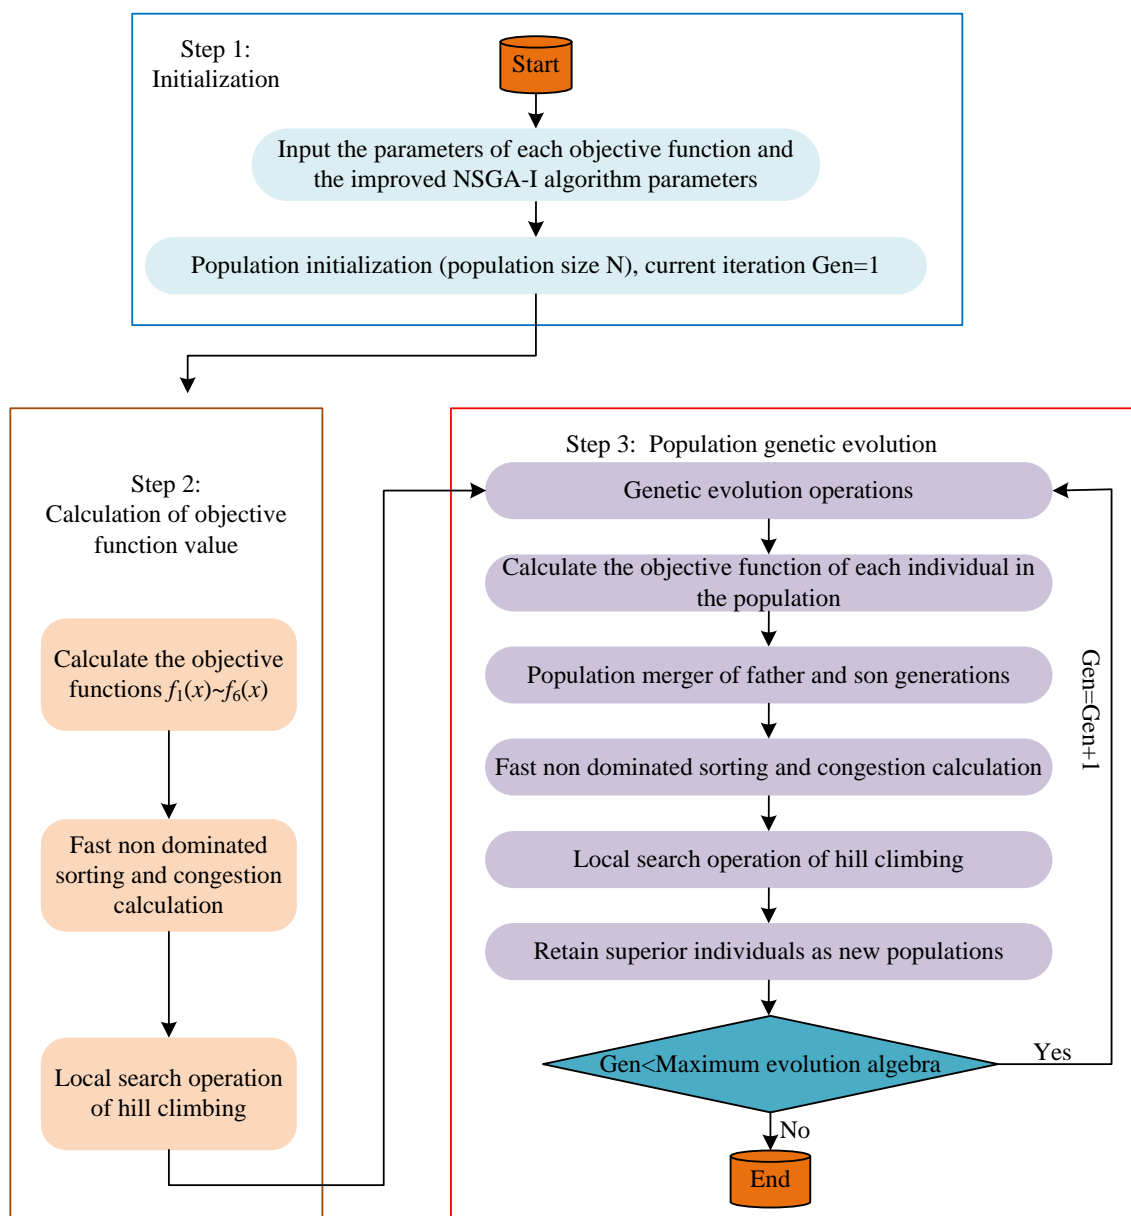 Step 1:
Initialization
Start
Input the parameters of each objective function and
the improved NSGA-I algorithm parameters
Population initialization (population size N), current iteration Gen=1
Step 2:
Calculation of objective
function value
Calculate the objective
functions f1(x)~f6(x)
Fast non dominated
sorting and congestion
calculation
Local search operation
of hill climbing
Step 3: Population genetic evolution
Genetic evolution operations
Calculate the objective function of each individual in
the population
Population merger of father and son generations
Fast non dominated sorting and congestion calculation
Local search operation of hill climbing
Retain superior individuals as new populations
Gen<Maximum evolution algebra
Yes
Gen=Gen+1
No
End